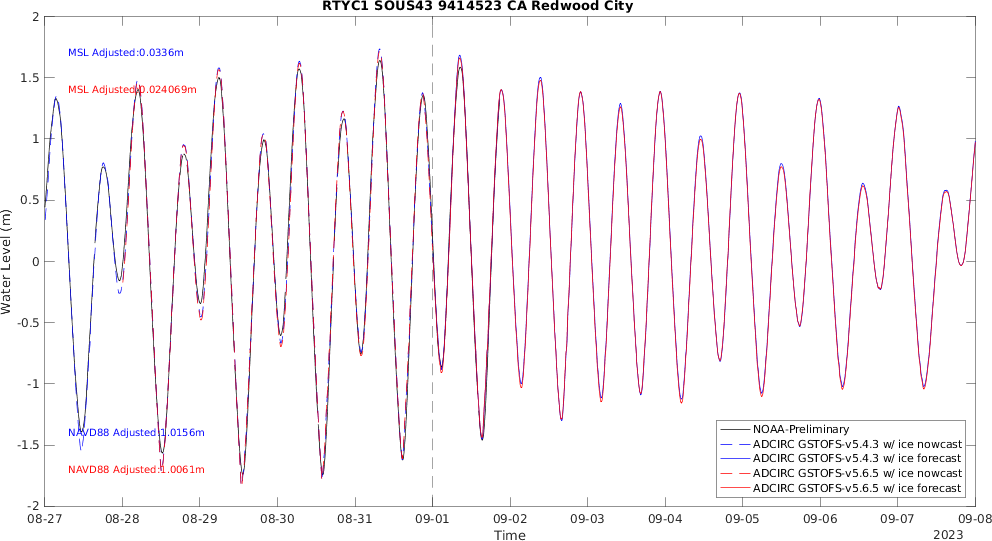 RTYC1 SOUS43 9414523 CA Redwood City
2
1.5
1
0.5
0
-0.5
-1
-1.5
-2
Water Level (m)
MSL Adjusted:0.0336m
MSL Adjusted:0.024069m
NAVD88 Adjusted:1.0156m
NAVD88 Adjusted:1.0061m
NOAA-Preliminary
ADCIRC GSTOFS-v5.4.3 w/ ice nowcast
ADCIRC GSTOFS-v5.4.3 w/ ice forecast
ADCIRC GSTOFS-v5.6.5 w/ ice nowcast
ADCIRC GSTOFS-v5.6.5 w/ ice forecast
08-27 08-28 08-29 08-30 08-31 09-01 09-02 09-03 09-04 09-05 09-06 09-07 09-08
Time
2023